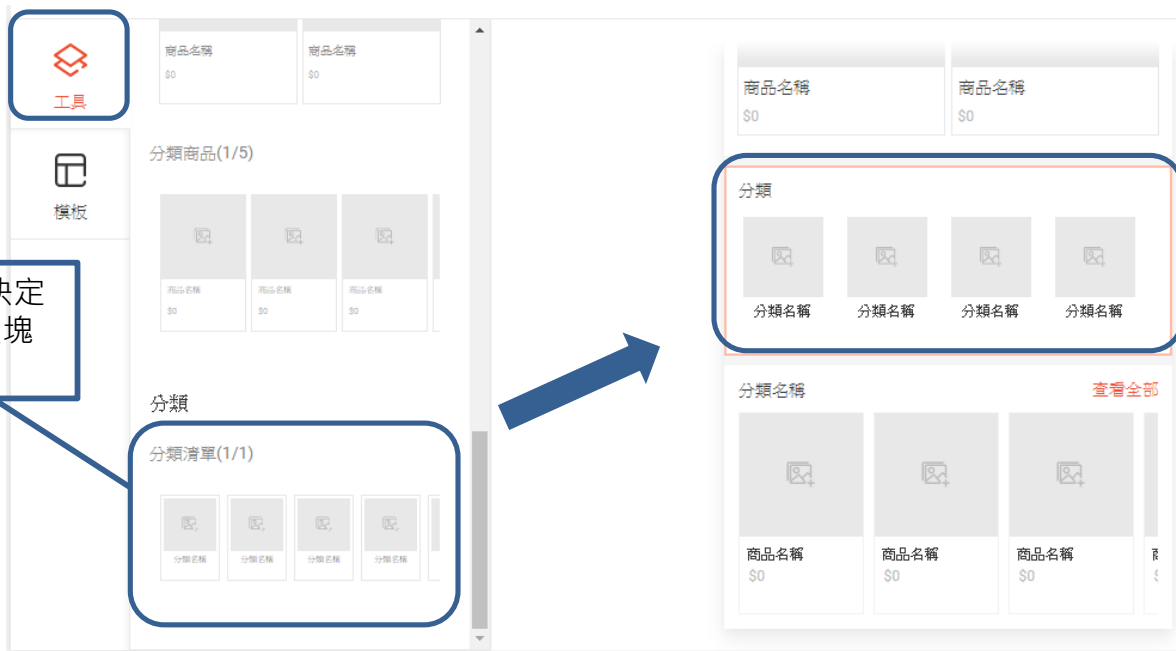 工具
模板
決定
塊
商品名稱 商品名稱
$0 $0
分類商品(1/5)
商品名稱 商品名稱 商品名稱
$0 $0 $0
分類
分類清單(1/1)
分類名稱 分類名稱 分類名稱 分類名稱
商品名稱 商品名稱
$0 $0
分類
分類名稱 分類名稱 分類名稱 分類名稱
分類名稱 查看全部
商品名稱 商品名稱 商品名稱
$0 $0 $0